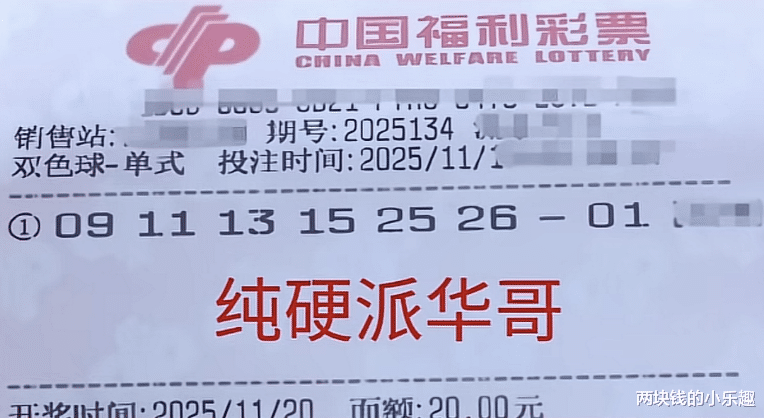 中国福利彩票
CHINA WELFARE LOTTERY
销售站: 期号:2025134
双色球-单式 投注时间:2025/11/1
① 09 11 13 15 25 26 - 01
纯硬派华哥
开奖时间:2025/11/20 面额:20.00元
两块钱的小乐趣